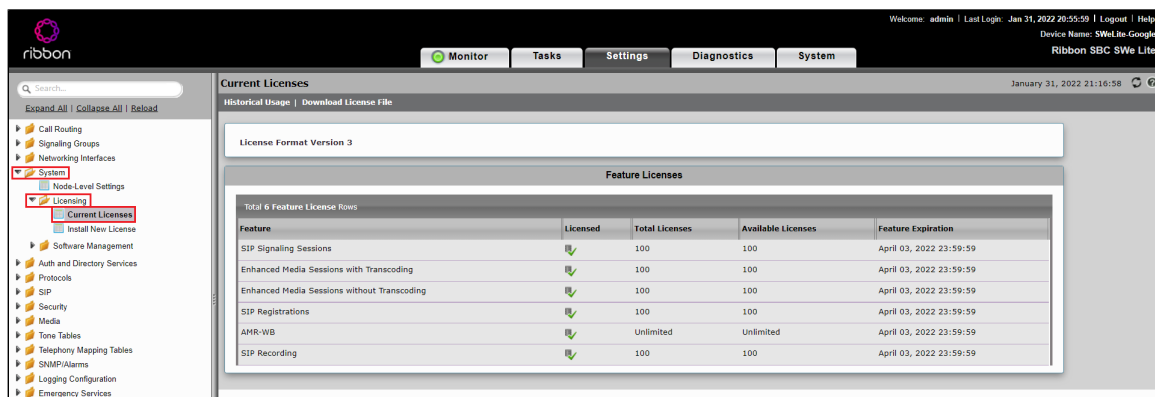 Welcome: admin | Last Login: Jan 31, 2022 20:55:59 | Logout | Help
Device Name: SWeLite-Google
Ribbon SBC SWe Lite
ribbon
Monitor Tasks Settings Diagnostics System
Search...
Expand All | Collapse All | Reload
Call Routing
Signaling Groups
Networking Interfaces
System
Node-Level Settings
Licensing
Current Licenses
Install New License
Software Management
Auth and Directory Services
Protocols
SIP
Security
Media
Tone Tables
Telephony Mapping Tables
SNMP/Alarms
Logging Configuration
Emergency Services
Current Licenses January 31, 2022 21:16:58
Historical Usage | Download License File
License Format Version 3
Feature Licenses
Total 6 Feature License Rows
Feature Licensed Total Licenses Available Licenses Feature Expiration
SIP Signaling Sessions 100 100 April 03, 2022 23:59:59
Enhanced Media Sessions with Transcoding 100 100 April 03, 2022 23:59:59
Enhanced Media Sessions without Transcoding 100 100 April 03, 2022 23:59:59
SIP Registrations 100 100 April 03, 2022 23:59:59
AMR-WB Unlimited Unlimited April 03, 2022 23:59:59
SIP Recording 100 100 April 03, 2022 23:59:59